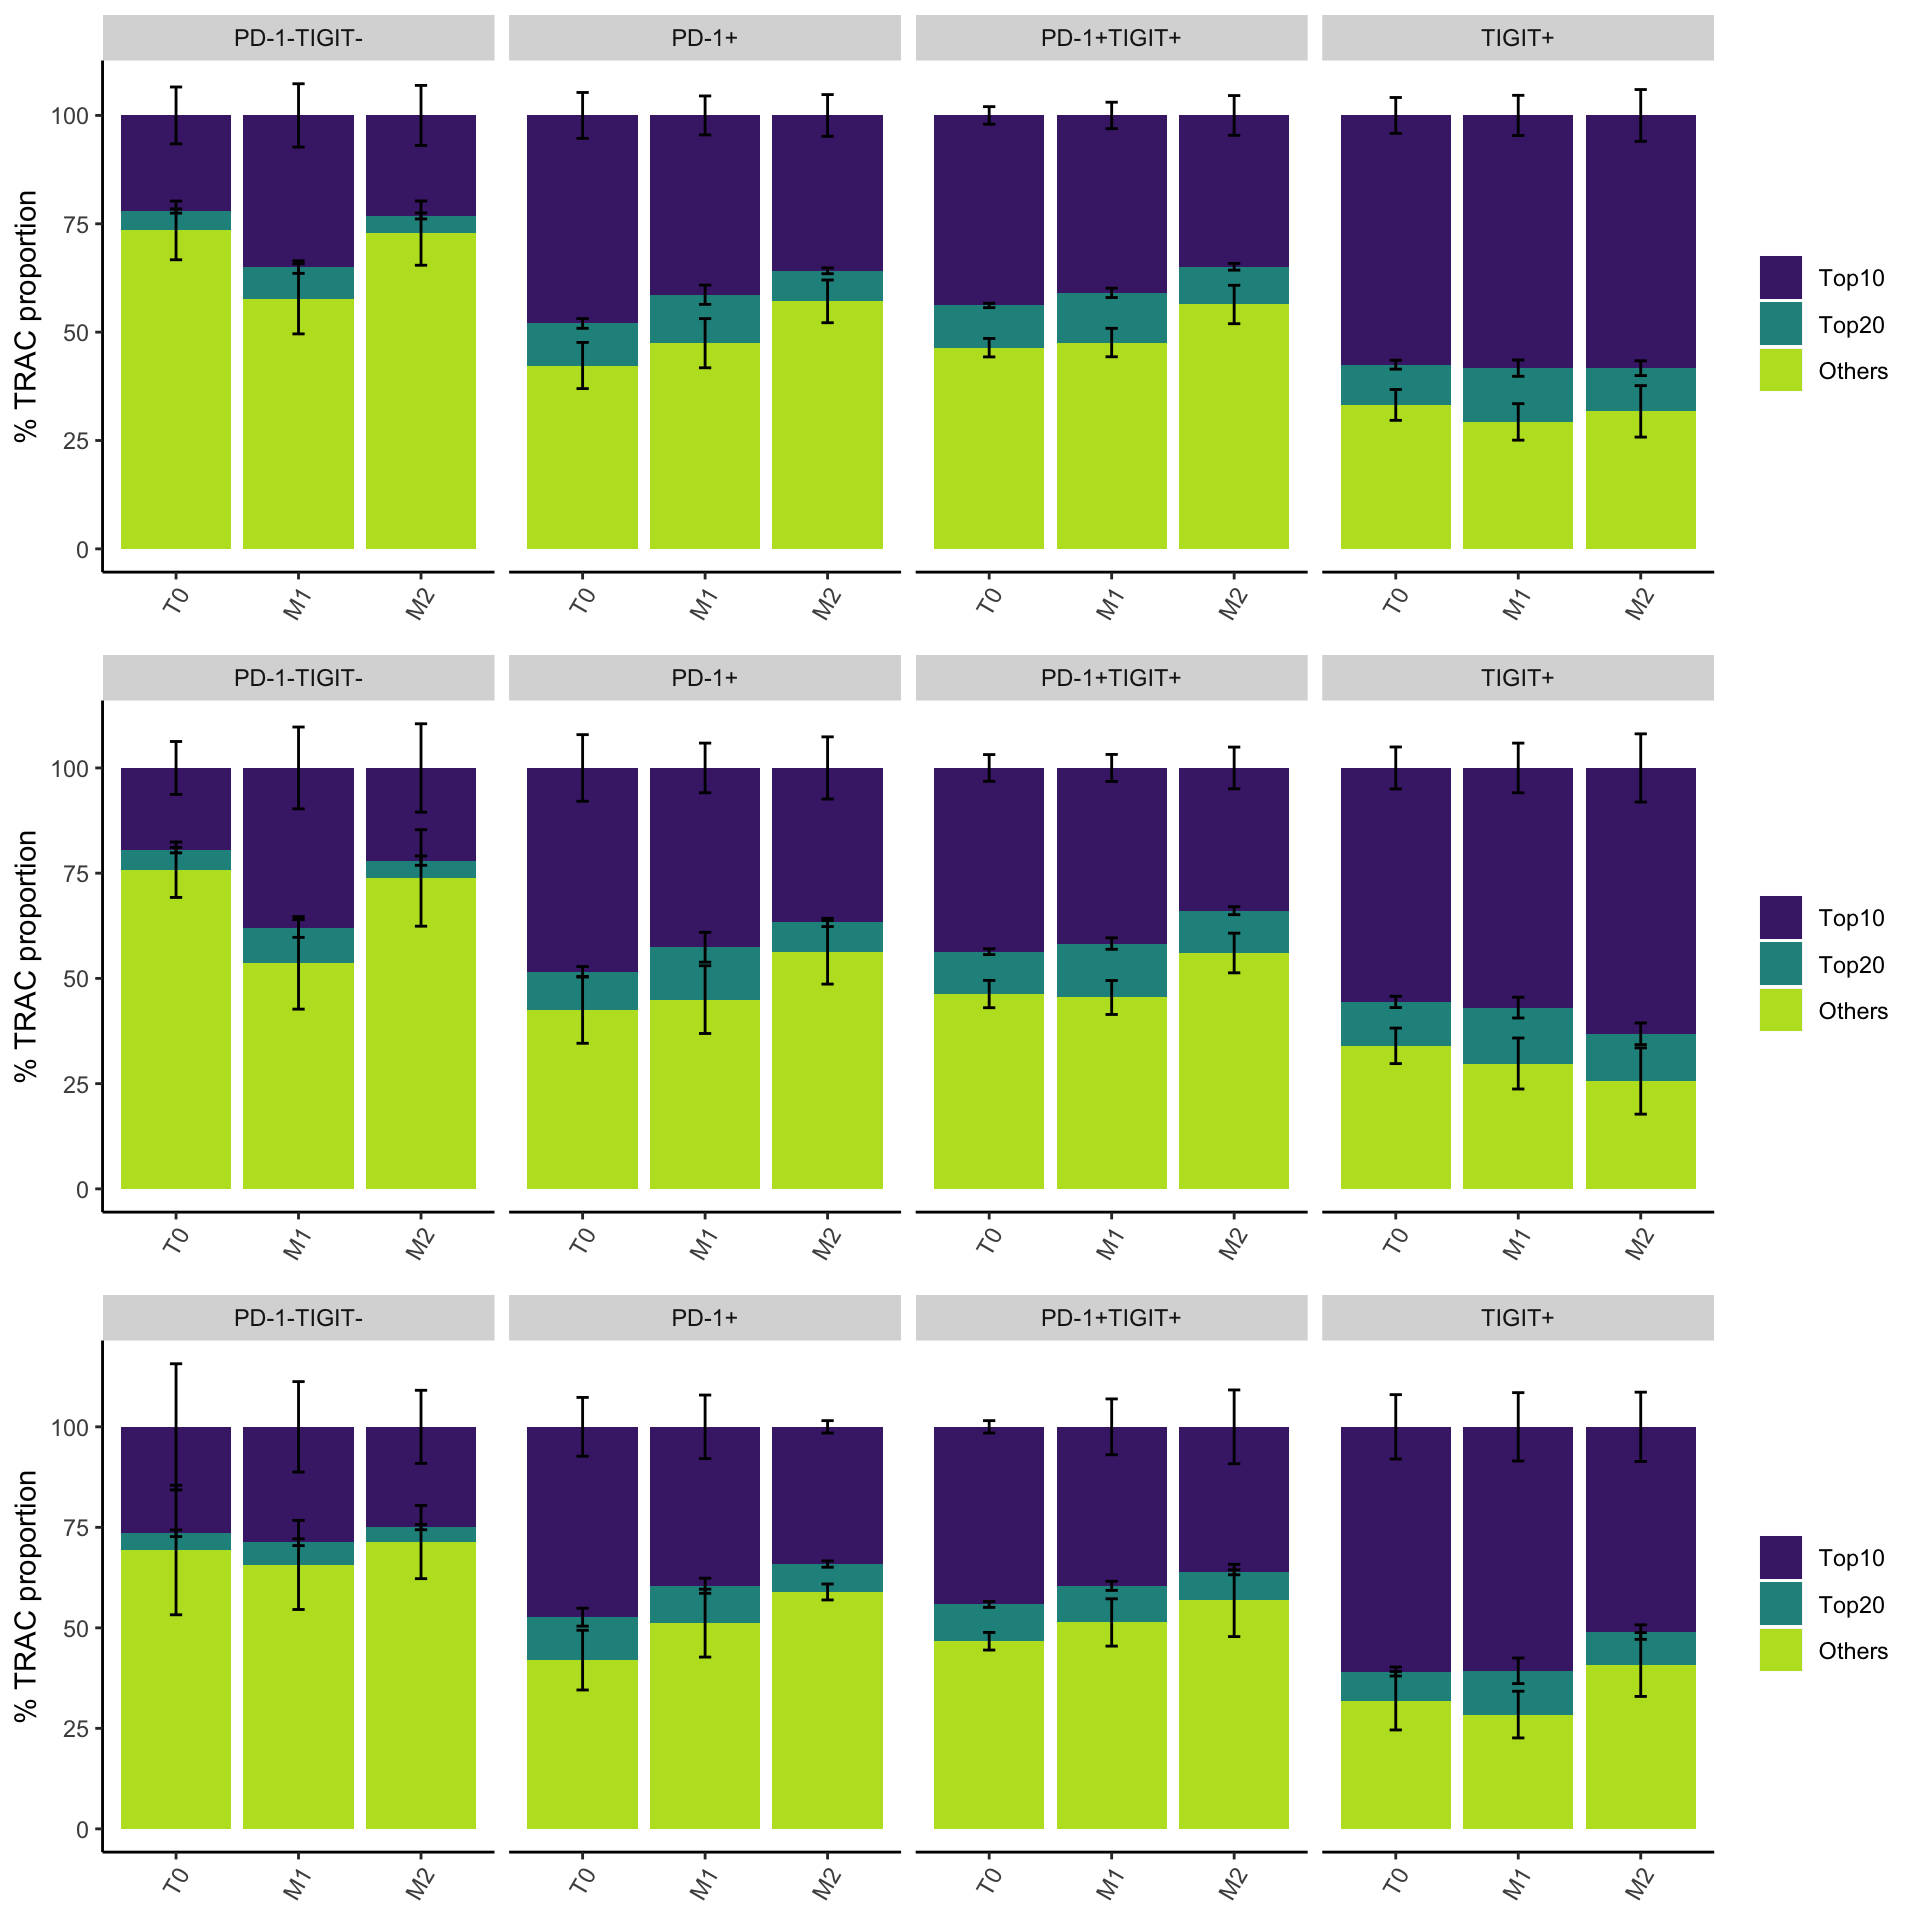 PD-1-TIGIT- PD-1+ PD-1+TIGIT+ TIGIT+
% TRAC proportion
100
75
50
25
0
T0 M1 M2 T0 M1 M2 T0 M1 M2 T0 M1 M2
Top10
Top20
Others
PD-1-TIGIT- PD-1+ PD-1+TIGIT+ TIGIT+
% TRAC proportion
100
75
50
25
0
T0 M1 M2 T0 M1 M2 T0 M1 M2 T0 M1 M2
Top10
Top20
Others
PD-1-TIGIT- PD-1+ PD-1+TIGIT+ TIGIT+
% TRAC proportion
100
75
50
25
0
T0 M1 M2 T0 M1 M2 T0 M1 M2 T0 M1 M2
Top10
Top20
Others